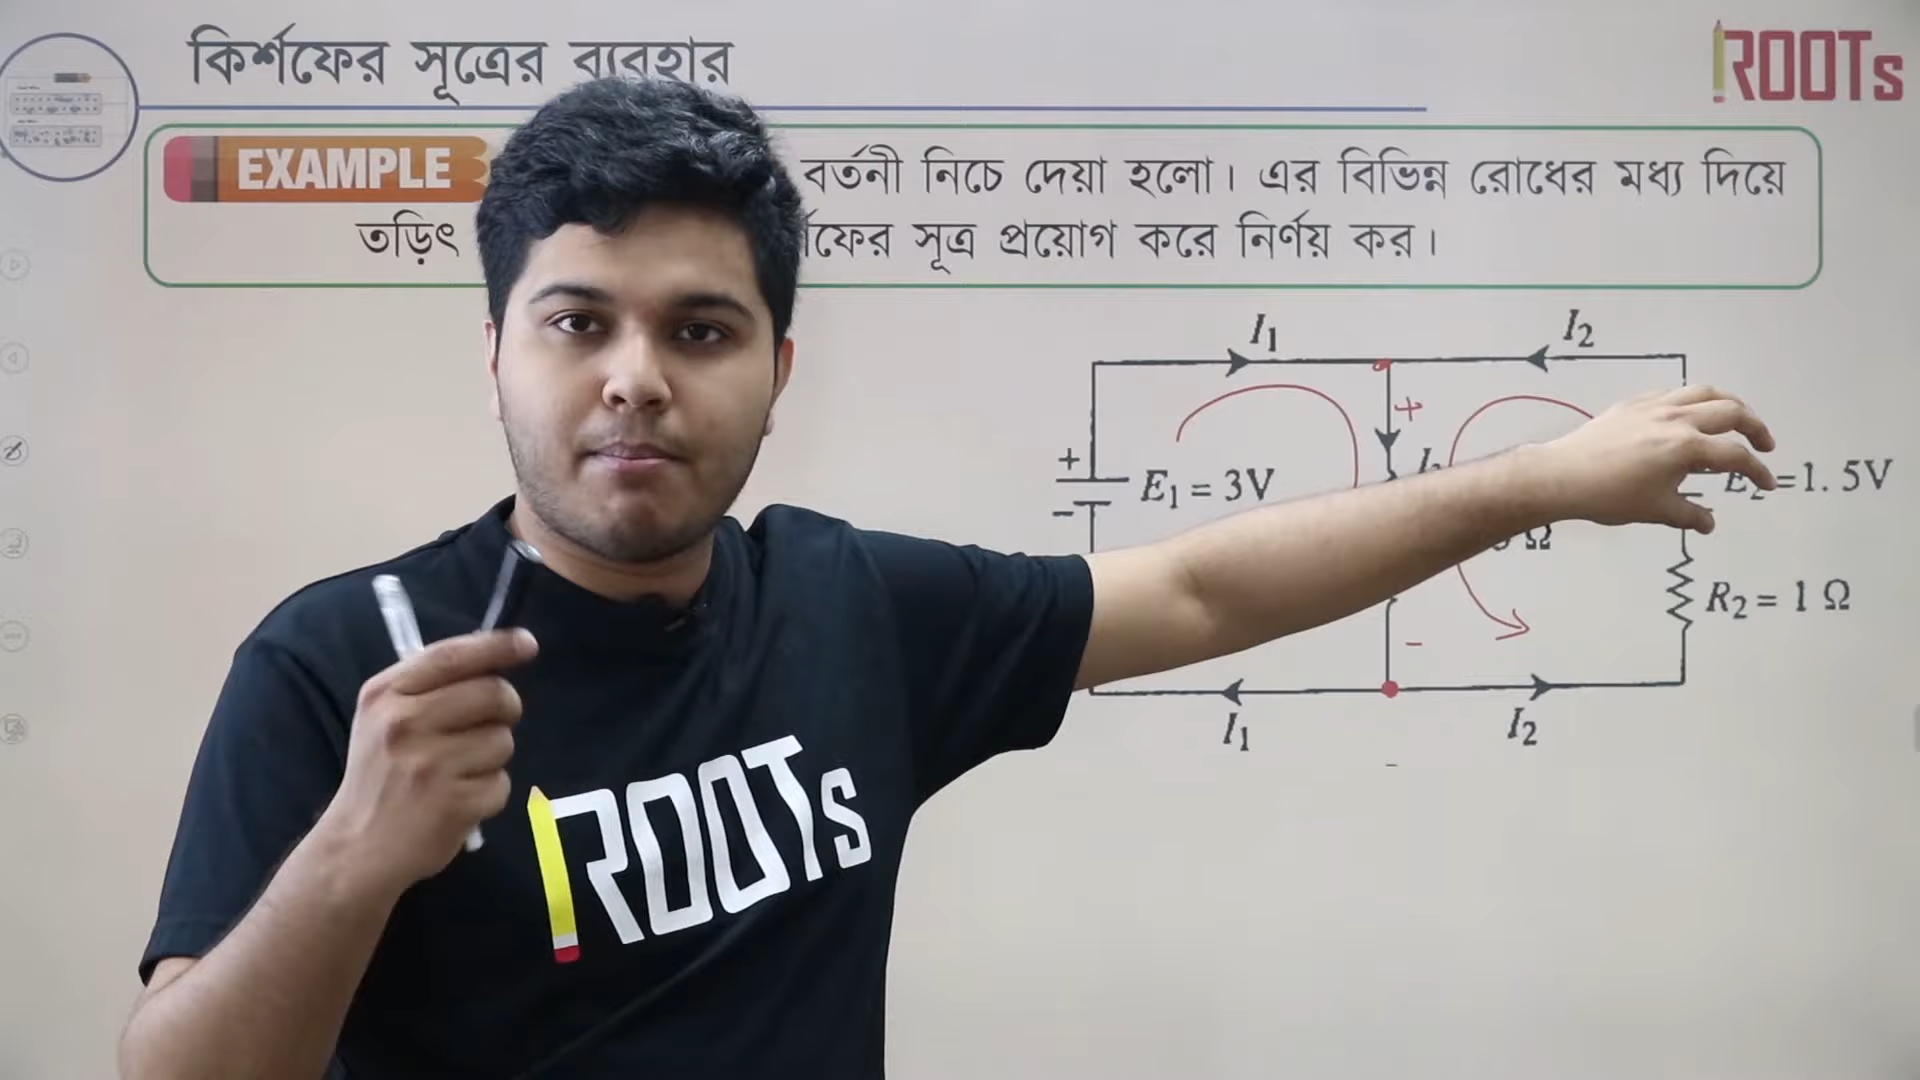 কির্শফের সূত্রের ব্যবহার
ROOTs
EXAMPLE
বর্তনী নিচে দেয়া হলো। এর বিভিন্ন রোধের মধ্য দিয়ে
তড়িৎ
সূত্র প্রয়োগ করে নির্ণয় কর।
I1
I2
+
+
E1 = 3V
=1. 5V
-
Ω
R2 = 1 Ω
-
I1
I2
ROOTs